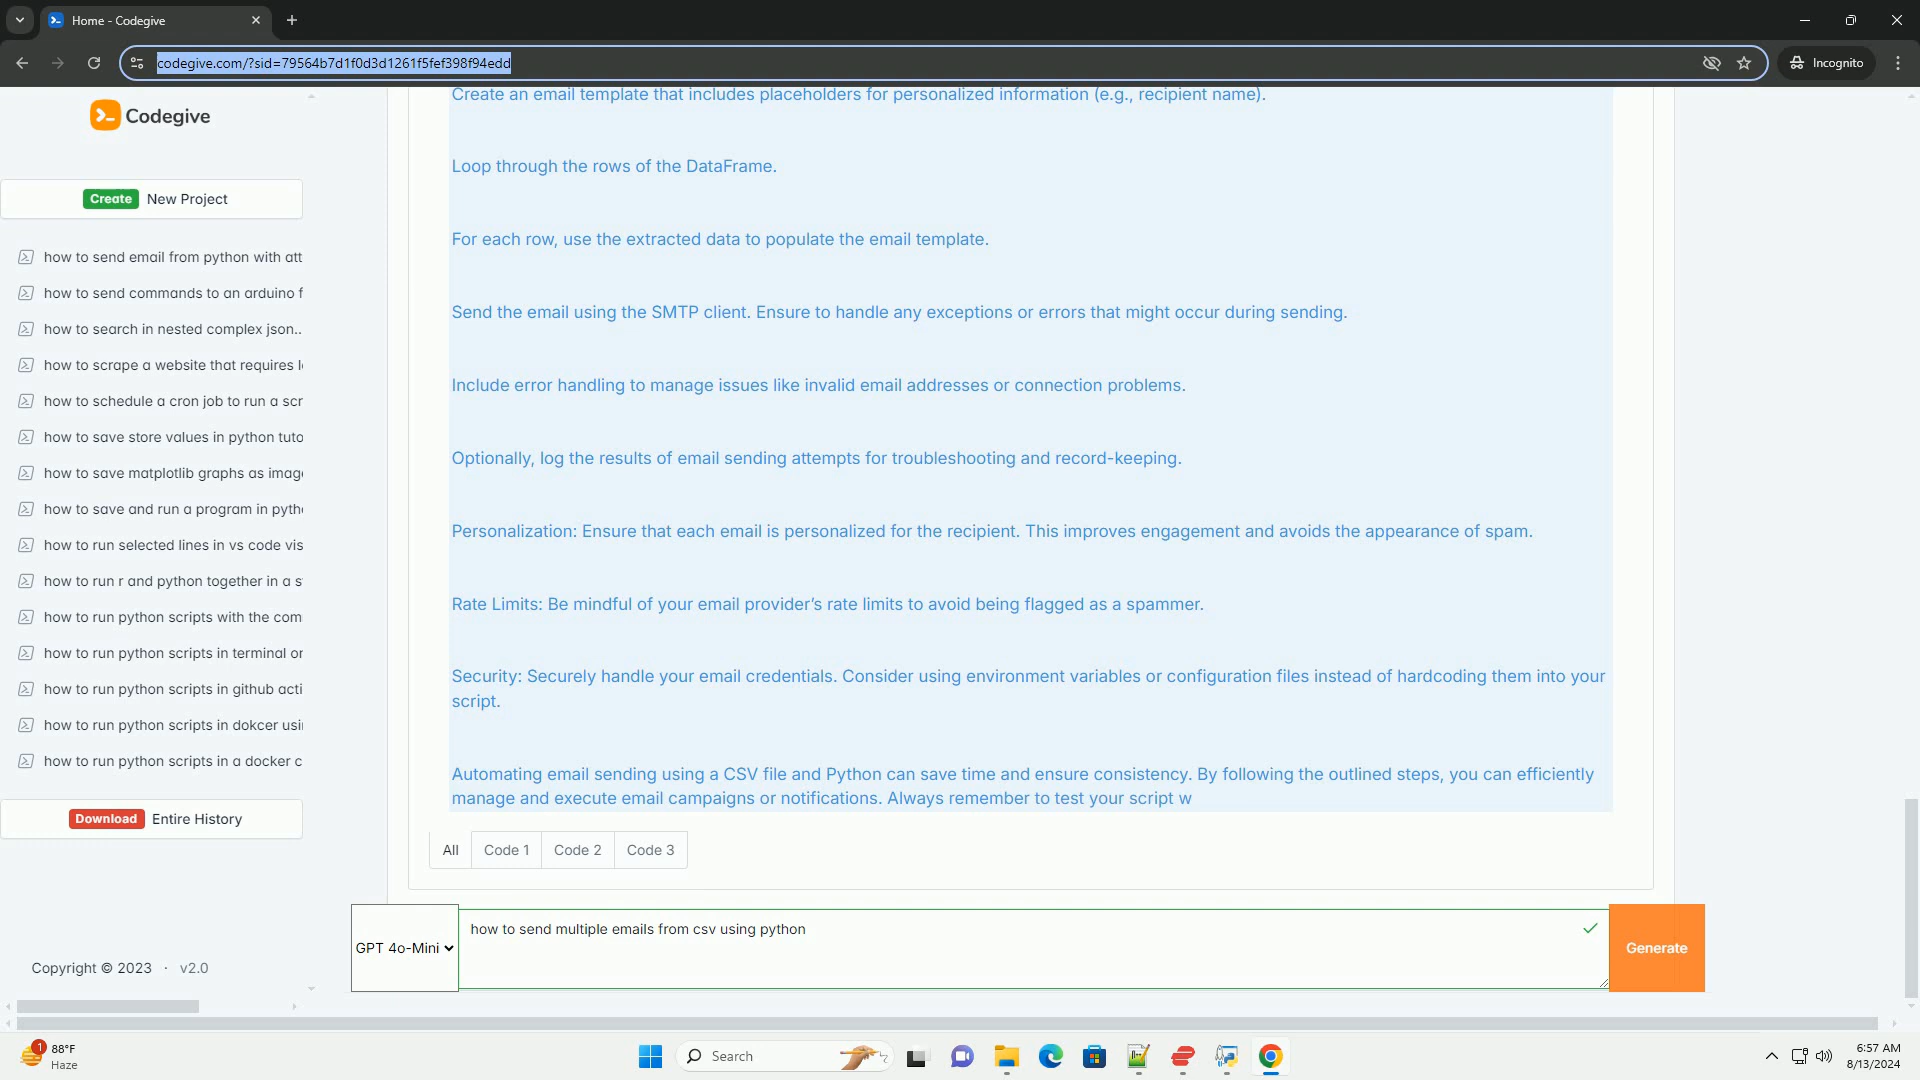 Home - Codegive
codegive.com/?sid=79564b7d1f0d3d1261f5fef398f94edd
Incognito
Codegive
Create New Project
how to send email from python with att
how to send commands to an arduino f
how to search in nested complex json..
how to scrape a website that requires l
how to schedule a cron job to run a scr
how to save store values in python tuto
how to save matplotlib graphs as image
how to save and run a program in pyth
how to run selected lines in vs code vis
how to run r and python together in a s
how to run python scripts with the com
how to run python scripts in terminal or
how to run python scripts in github acti
how to run python scripts in dokcer usi
how to run python scripts in a docker c
Download Entire History
Copyright © 2023 · v2.0
Create an email template that includes placeholders for personalized information (e.g., recipient name).
Loop through the rows of the DataFrame.
For each row, use the extracted data to populate the email template.
Send the email using the SMTP client. Ensure to handle any exceptions or errors that might occur during sending.
Include error handling to manage issues like invalid email addresses or connection problems.
Optionally, log the results of email sending attempts for troubleshooting and record-keeping.
Personalization: Ensure that each email is personalized for the recipient. This improves engagement and avoids the appearance of spam.
Rate Limits: Be mindful of your email provider’s rate limits to avoid being flagged as a spammer.
Security: Securely handle your email credentials. Consider using environment variables or configuration files instead of hardcoding them into your
script.
Automating email sending using a CSV file and Python can save time and ensure consistency. By following the outlined steps, you can efficiently
manage and execute email campaigns or notifications. Always remember to test your script w
All Code 1 Code 2 Code 3
GPT 4o-Mini
how to send multiple emails from csv using python
Generate
1
88°F
Haze
Search
6:57 AM
8/13/2024